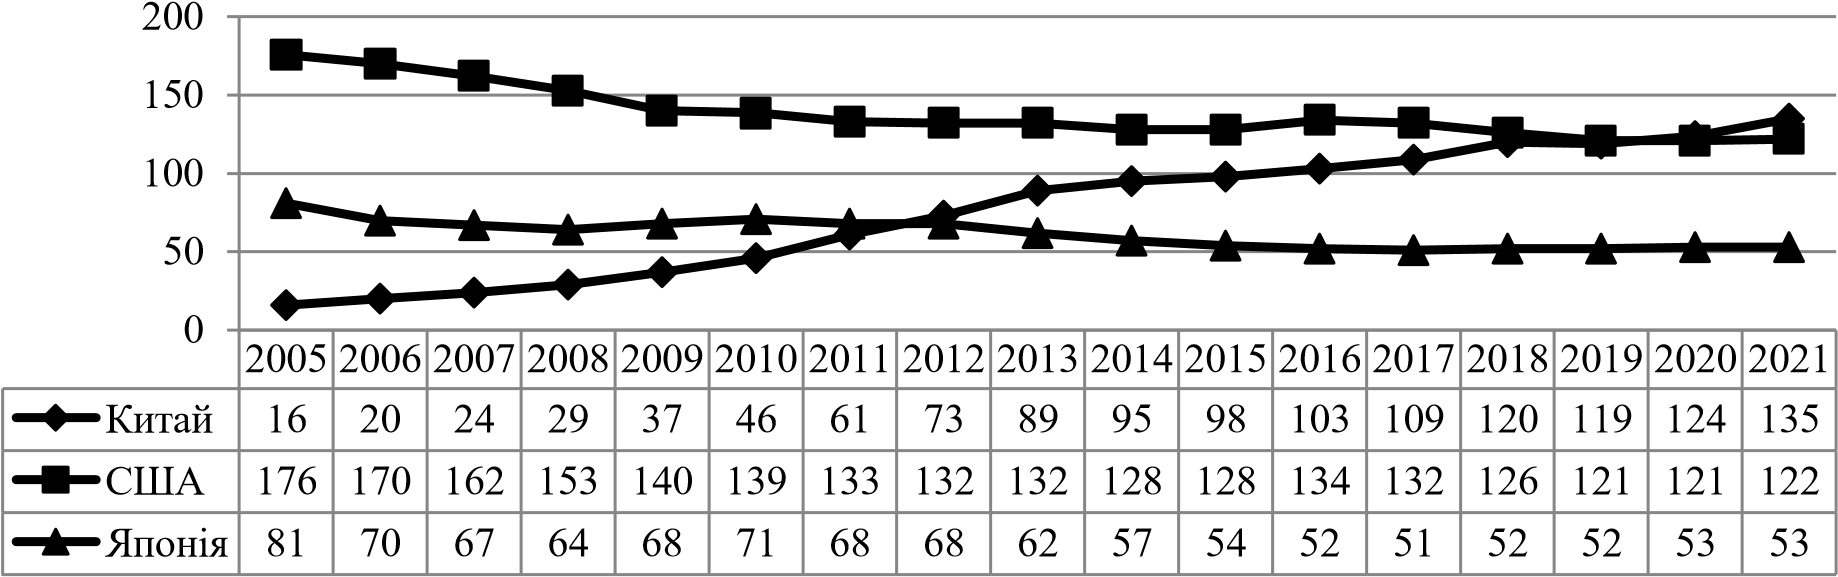 200
150
100
50
0
2005 2006 2007 2008 2009 2010 2011 2012 2013 2014 2015 2016 2017 2018 2019 2020 2021
Китай 16 20 24 29 37 46 61 73 89 95 98 103 109 120 119 124 135
США 176 170 162 153 140 139 133 132 132 128 128 134 132 126 121 121 122
Японія 81 70 67 64 68 71 68 68 62 57 54 52 51 52 52 53 53